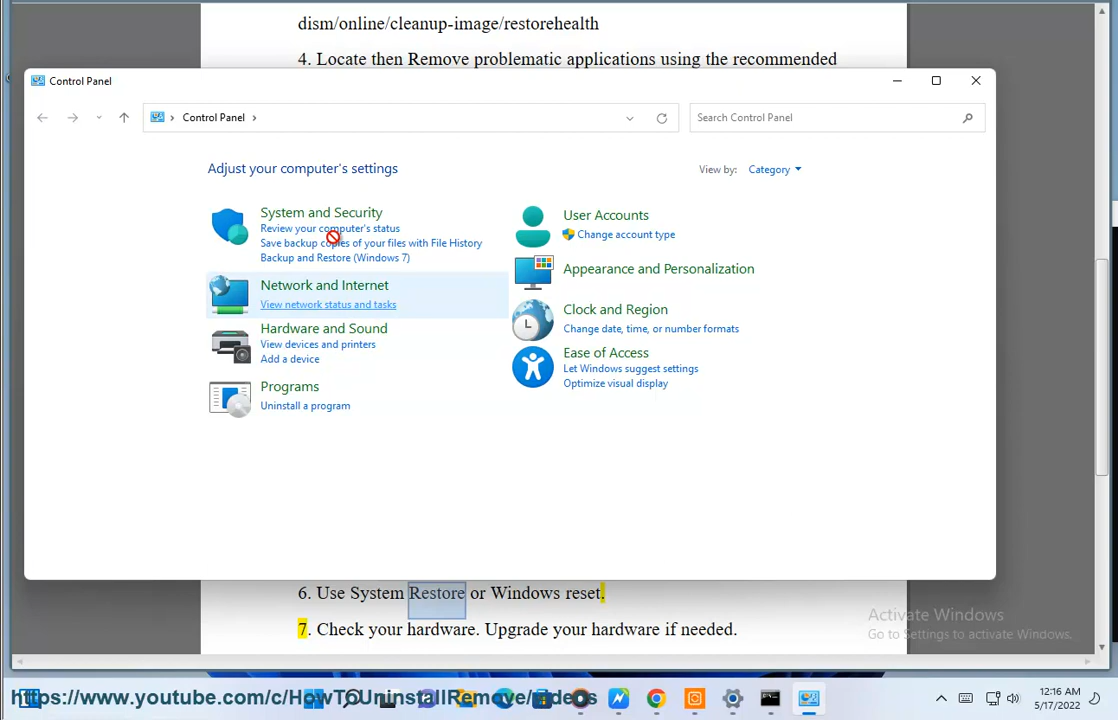 dism/online/cleanup-image/restorehealth
4. Locate then Remove problematic applications using the recommended
Control Panel
Control Panel
Search Control Panel
Adjust your computer's settings
View by: Category
System and Security
Review your computer's status
Save backup copies of your files with File History
Backup and Restore (Windows 7)
Network and Internet
View network status and tasks
Hardware and Sound
View devices and printers
Add a device
Programs
Uninstall a program
User Accounts
Change account type
Appearance and Personalization
Clock and Region
Change date, time, or number formats
Ease of Access
Let Windows suggest settings
Optimize visual display
6. Use System Restore or Windows reset.
7. Check your hardware. Upgrade your hardware if needed.
Activate Windows
Go to Settings to activate Windows.
https://www.youtube.com/c/HowToUninstallRemove/videos
12:16 AM
5/17/2022